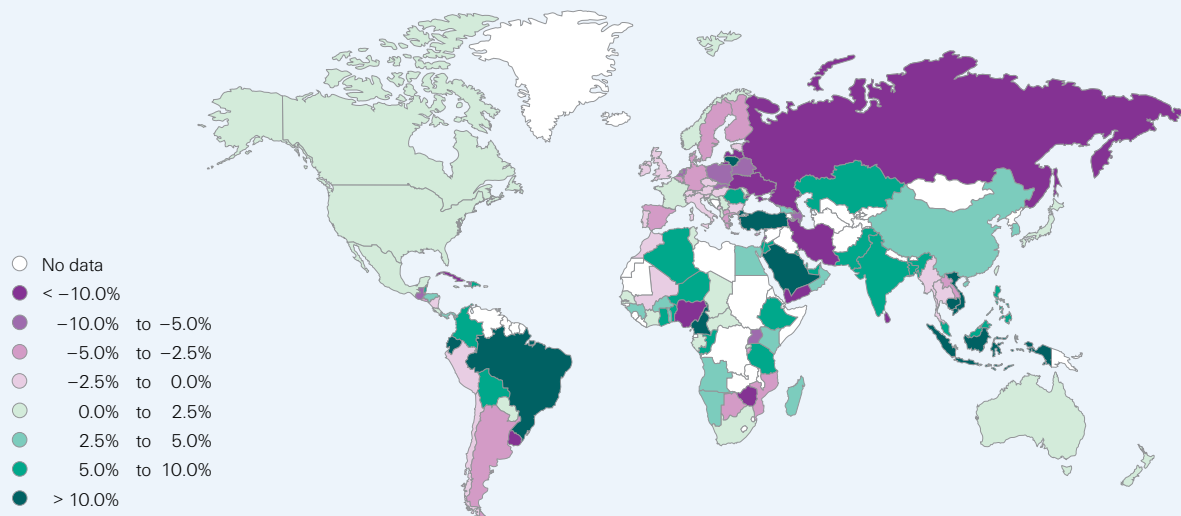 No data
< −10.0%
−10.0% to −5.0%
−5.0% to −2.5%
−2.5% to 0.0%
0.0% to 2.5%
2.5% to 5.0%
5.0% to 10.0%
> 10.0%